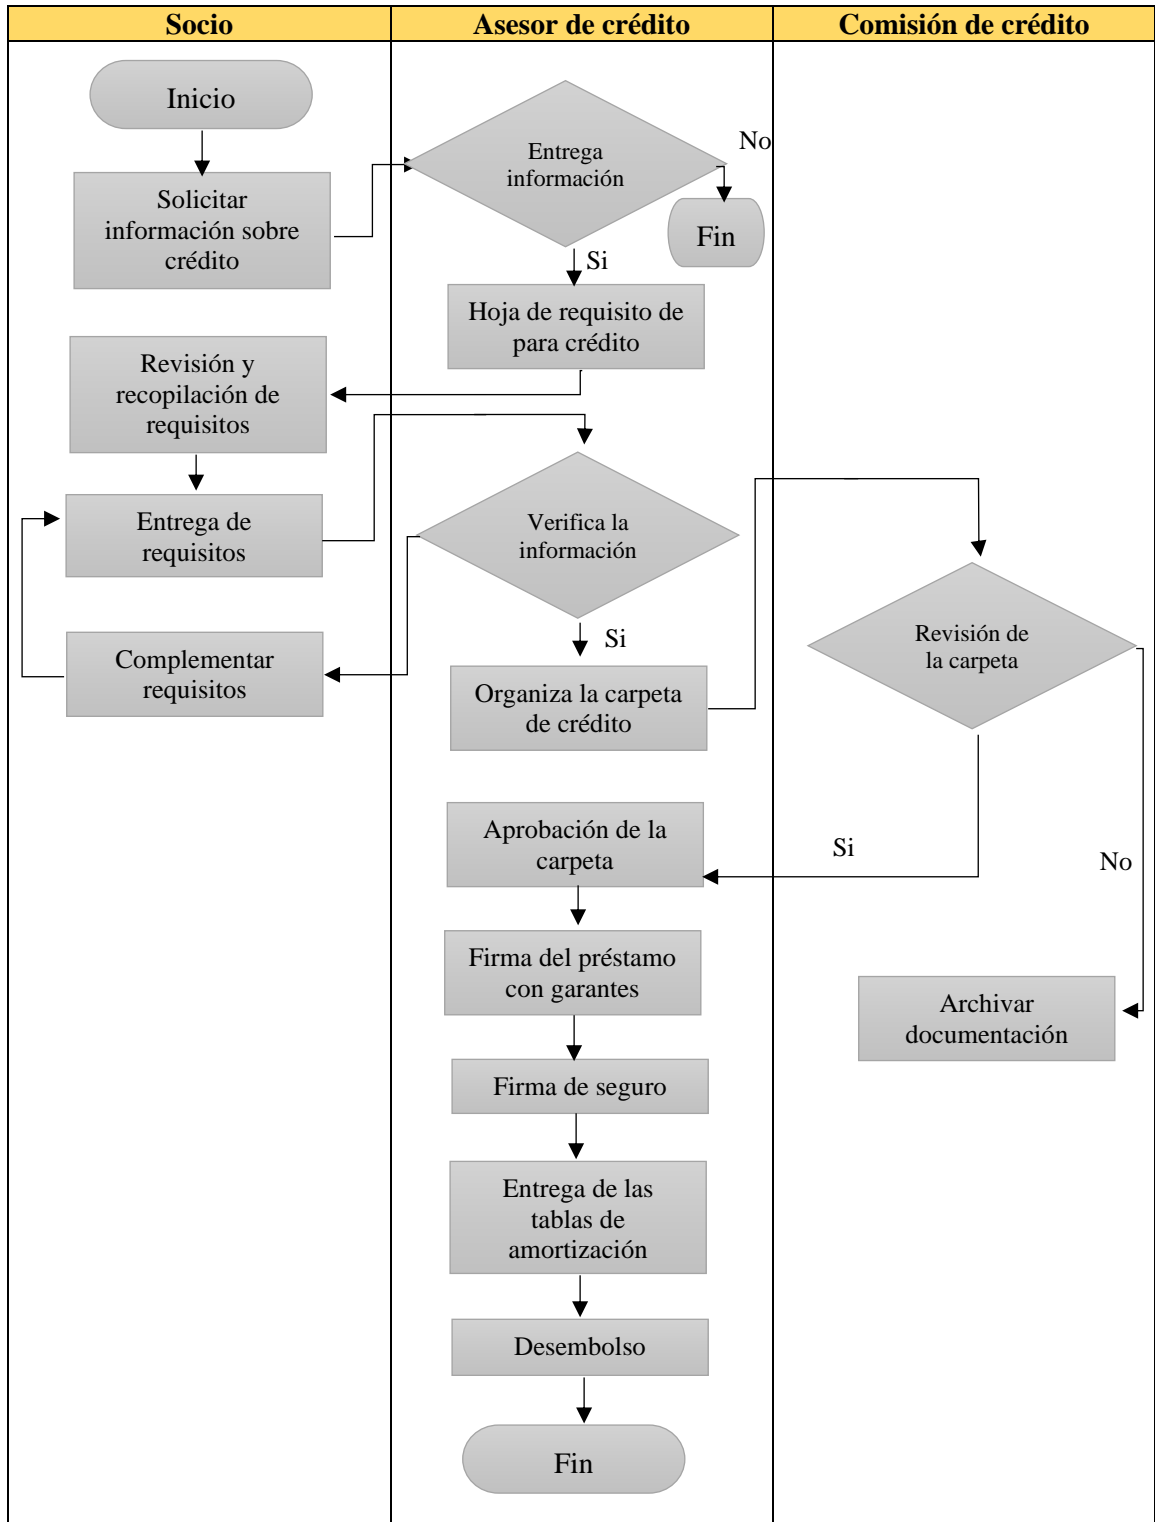 Socio
Asesor de crédito
Comisión de crédito
Inicio
Entrega
información
No
Fin
Solicitar
información sobre
crédito
Si
Hoja de requisito de
para crédito
Revisión y
recopilación de
requisitos
Entrega de
requisitos
Verifica la
información
Si
Complementar
requisitos
Organiza la carpeta
de crédito
Revisión de
la carpeta
Si
No
Aprobación de la
carpeta
Firma del préstamo
con garantes
Archivar
documentación
Firma de seguro
Entrega de las
tablas de
amortización
Desembolso
Fin